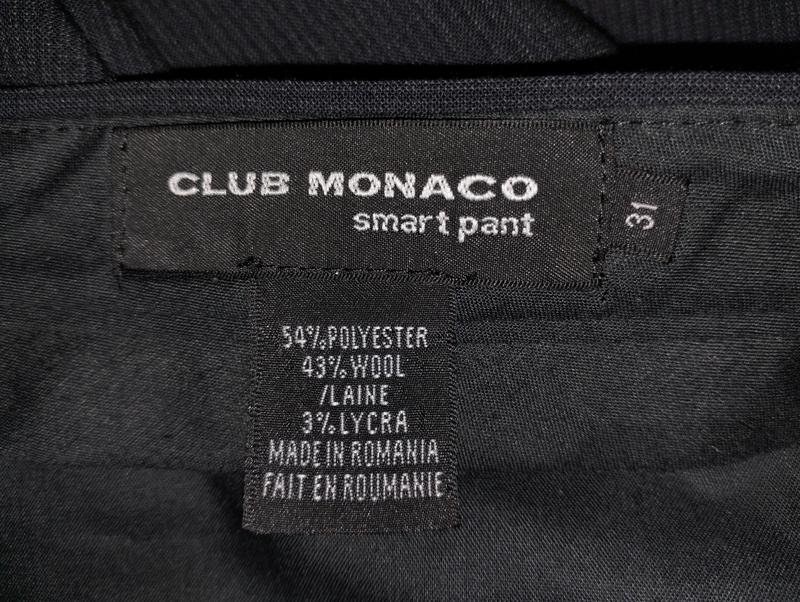 CLUB MONACO
smart pant
31
54%POLYESTER
43%WOOL
/LAINE
3%LYCRA
MADE IN ROMANIA
FAIT EN ROUMANIE